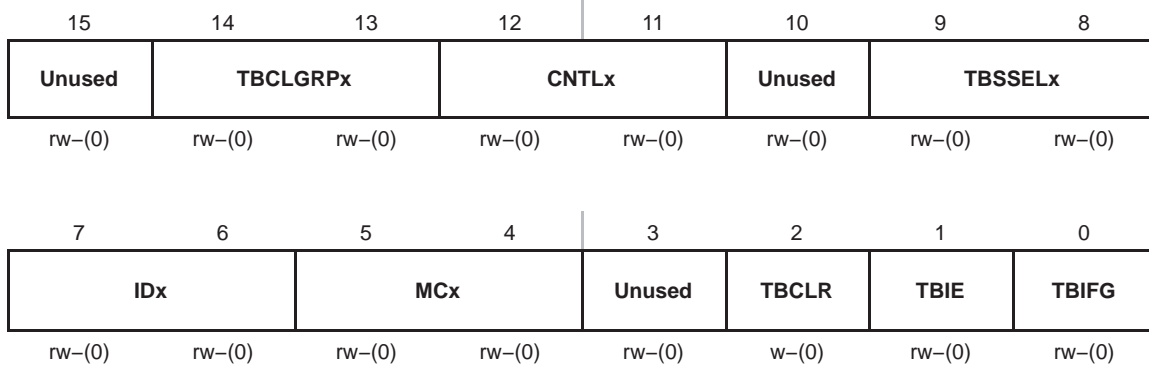 15 14 13 12 11 10 9 8
Unused TBCLGRPx CNTLx Unused TBSSELx
rw−(0) rw−(0) rw−(0) rw−(0) rw−(0) rw−(0) rw−(0) rw−(0)
7 6 5 4 3 2 1 0
IDx MCx Unused TBCLR TBIE TBIFG
rw−(0) rw−(0) rw−(0) rw−(0) rw−(0) w−(0) rw−(0) rw−(0)